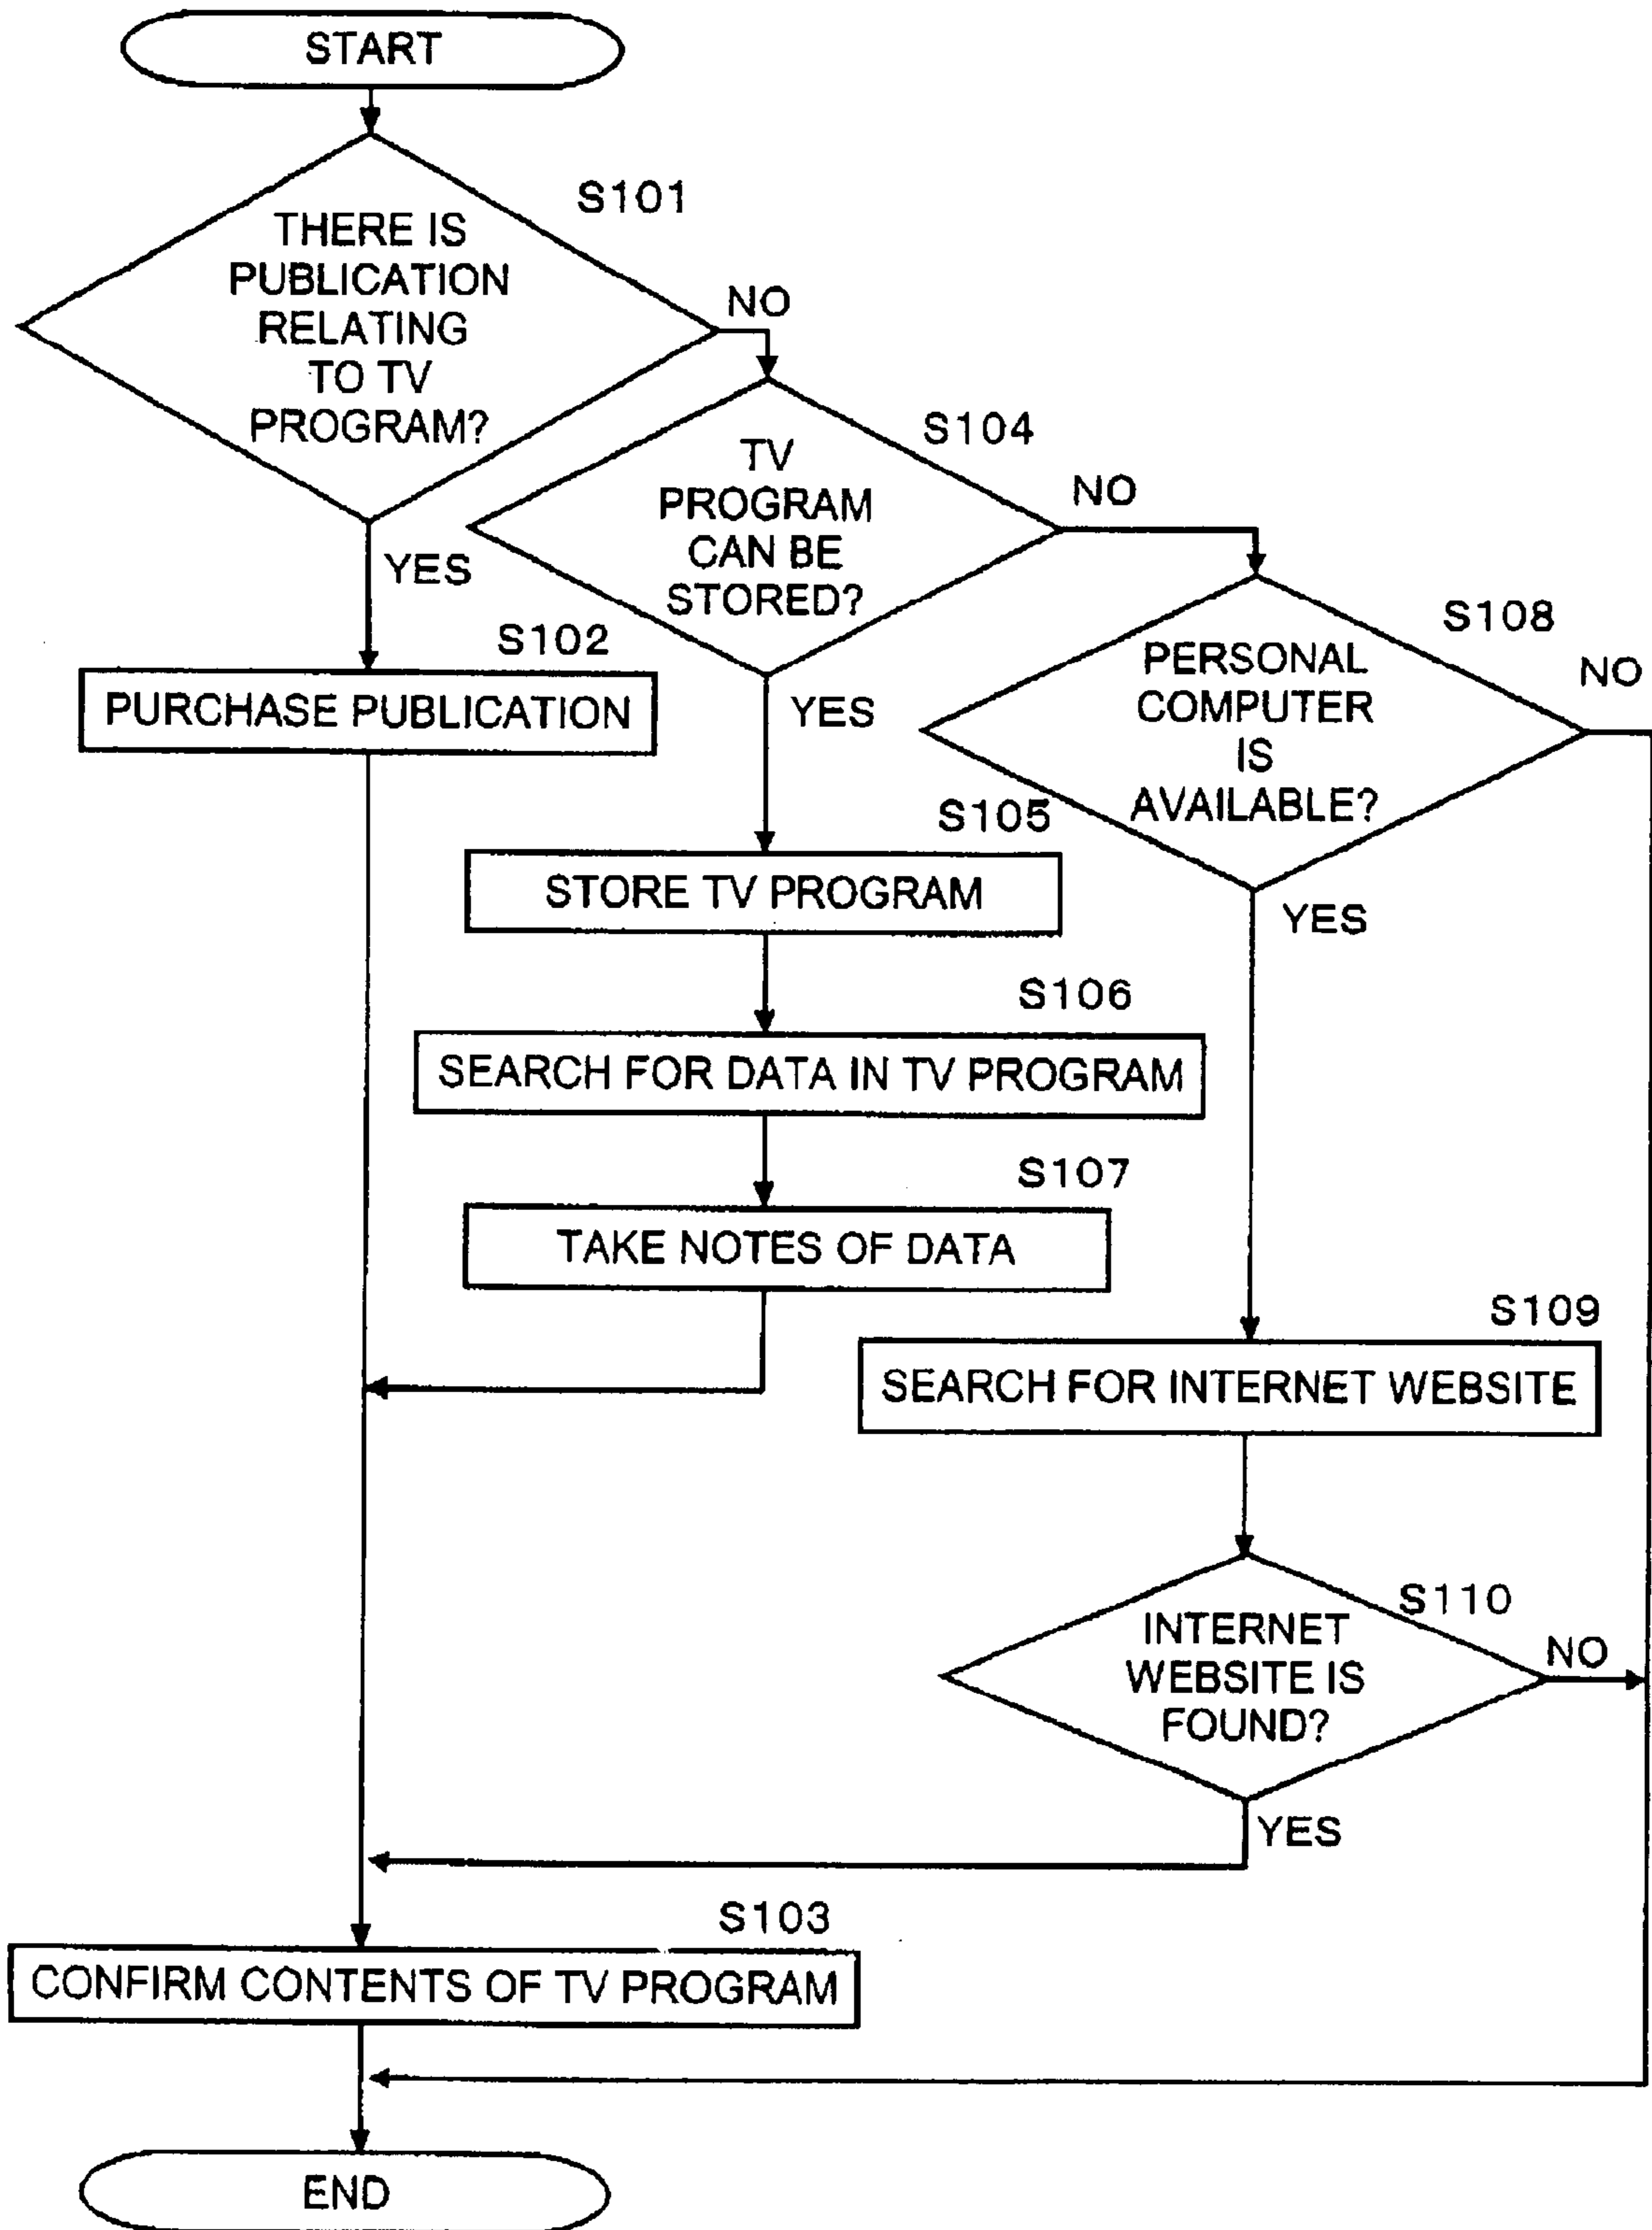 START
S101
THERE IS
PUBLICATION
RELATING
TO TV
PROGRAM?
NO
YES
S104
TV
PROGRAM
CAN BE
STORED?
NO
YES
S102
PURCHASE PUBLICATION
S108
PERSONAL
COMPUTER
IS
AVAILABLE?
NO
YES
S105
STORE TV PROGRAM
S106
SEARCH FOR DATA IN TV PROGRAM
S107
TAKE NOTES OF DATA
S109
SEARCH FOR INTERNET WEBSITE
S110
INTERNET
WEBSITE IS
FOUND?
NO
YES
S103
CONFIRM CONTENTS OF TV PROGRAM
END